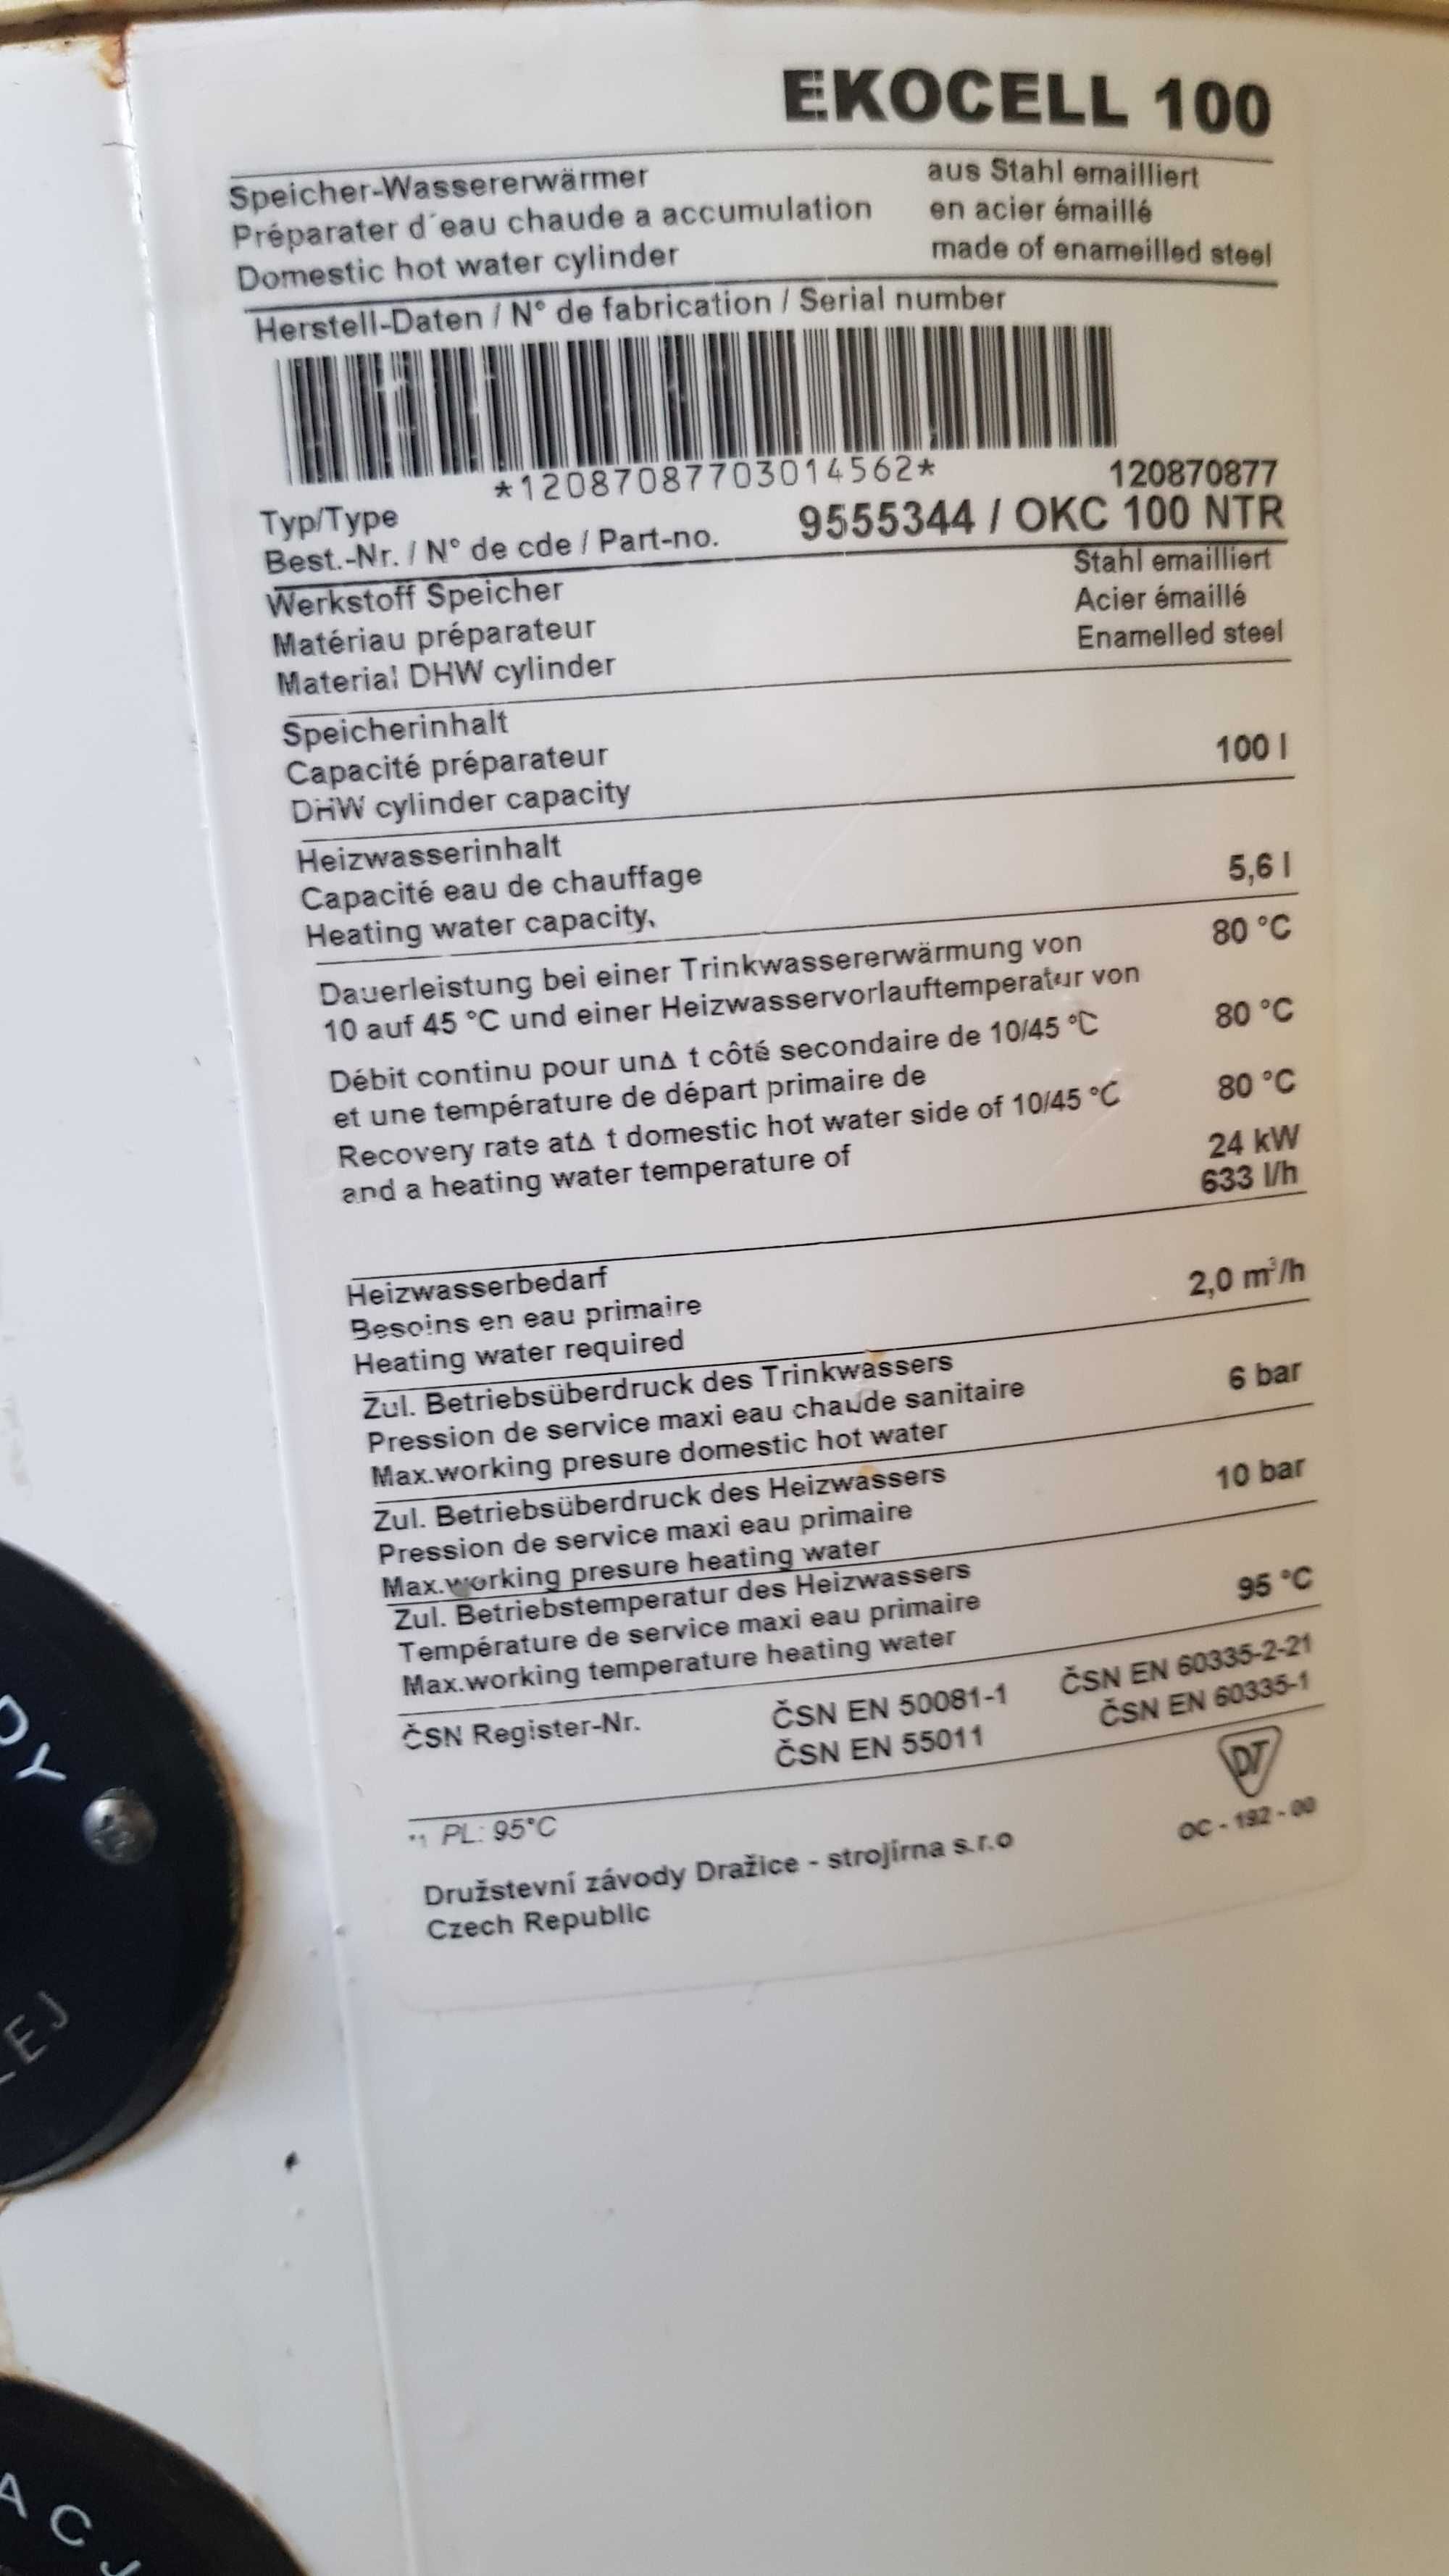 EKOCELL 100
Speicher-Wassererwärmer aus Stahl emailliert
Préparater d´eau chaude a accumulation en acier émaillé
Domestic hot water cylinder made of enameilled steel
Herstell-Daten / N° de fabrication / Serial number
*12087087703014562*
120870877
Typ/Type
Best.-Nr. / N° de cde / Part-no. 9555344 / OKC 100 NTR
Werkstoff Speicher Stahl emailliert
Matériau préparateur Acier émaillé
Material DHW cylinder Enamelled steel
Speicherinhalt
Capacité préparateur 100 l
DHW cylinder capacity
Heizwasserinhalt
Capacité eau de chauffage 5,6 l
Heating water capacity,
Dauerleistung bei einer Trinkwassererwärmung von 80 °C
10 auf 45 °C und einer Heizwasservorlauftemperatur von
Débit continu pour un∆ t côté secondaire de 10/45 °C 80 °C
et une température de départ primaire de
Recovery rate at∆ t domestic hot water side of 10/45 °C 80 °C
and a heating water temperature of 24 kW
633 l/h
Heizwasserbedarf
Besoins en eau primaire 2,0 m³/h
Heating water required
Zul. Betriebsüberdruck des Trinkwassers
Pression de service maxi eau chaude sanitaire 6 bar
Max.working presure domestic hot water
Zul. Betriebsüberdruck des Heizwassers
Pression de service maxi eau primaire 10 bar
Max.working presure heating water
Zul. Betriebstemperatur des Heizwassers
Température de service maxi eau primaire 95 °C
Max.working temperature heating water
ČSN Register-Nr. ČSN EN 50081-1 ČSN EN 60335-2-21
ČSN EN 55011 ČSN EN 60335-1
DT
*1 PL: 95°C
OC - 192 - 00
Družstevní závody Dražice - strojírna s.r.o
Czech Republic
DY
LEJ
ACJ